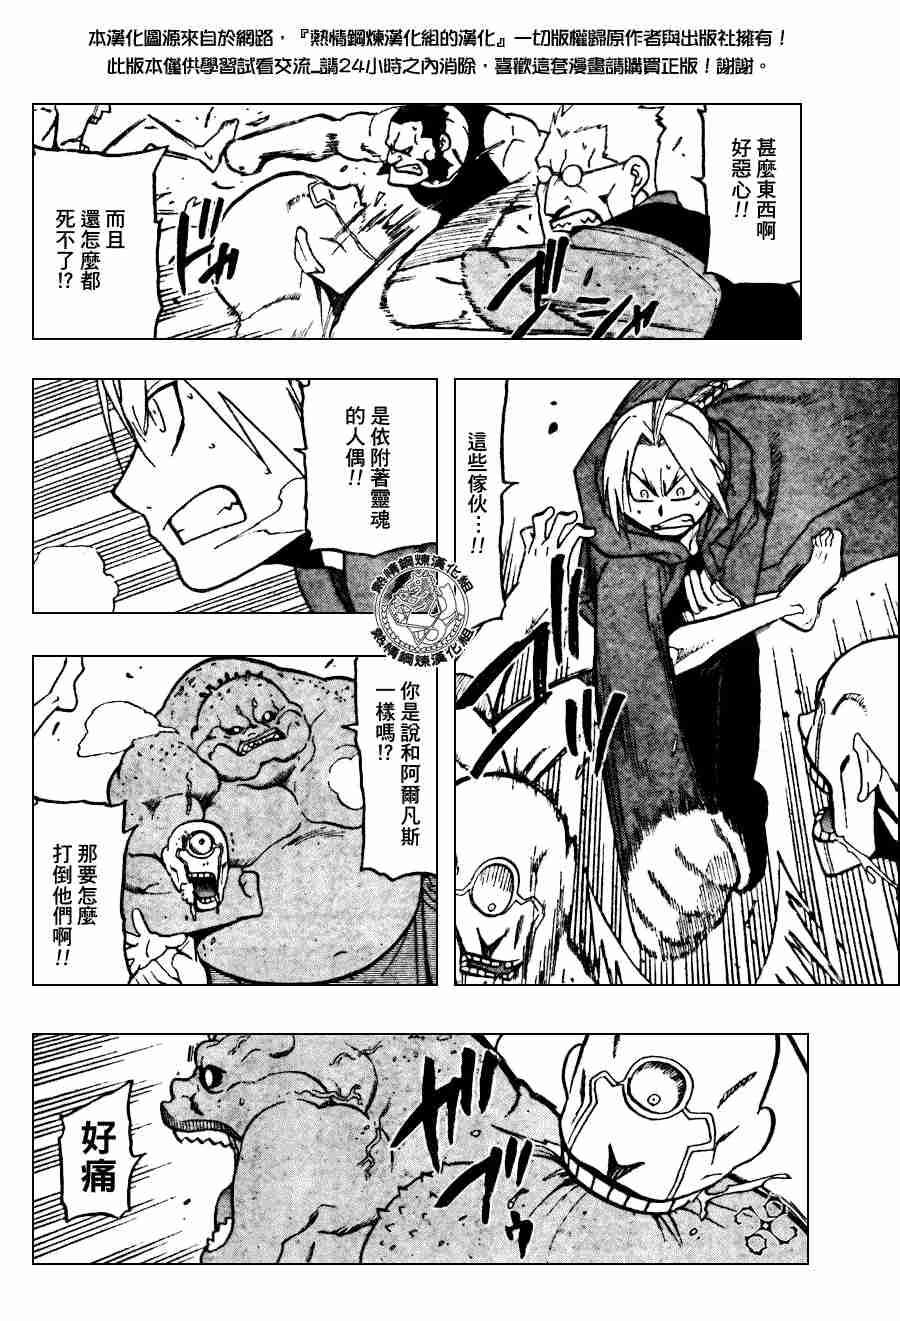 本漢化圖源來自於網路，『熱情鋼煉漢化組的漢化』一切版權歸原作者與出版社擁有！
此版本僅供學習試看交流…請24小時之內消除，喜歡這套漫畫請購買正版！謝謝。
甚麼東西啊
好惡心!!
而且
還怎麼都
死不了!?
這些傢伙…!!
是依附著靈魂
的人偶!!
熱情鋼煉漢化組
熱情鋼煉漢化組
你是說和阿爾凡斯
一樣嗎!?
那要怎麼
打倒他們啊!!
好痛